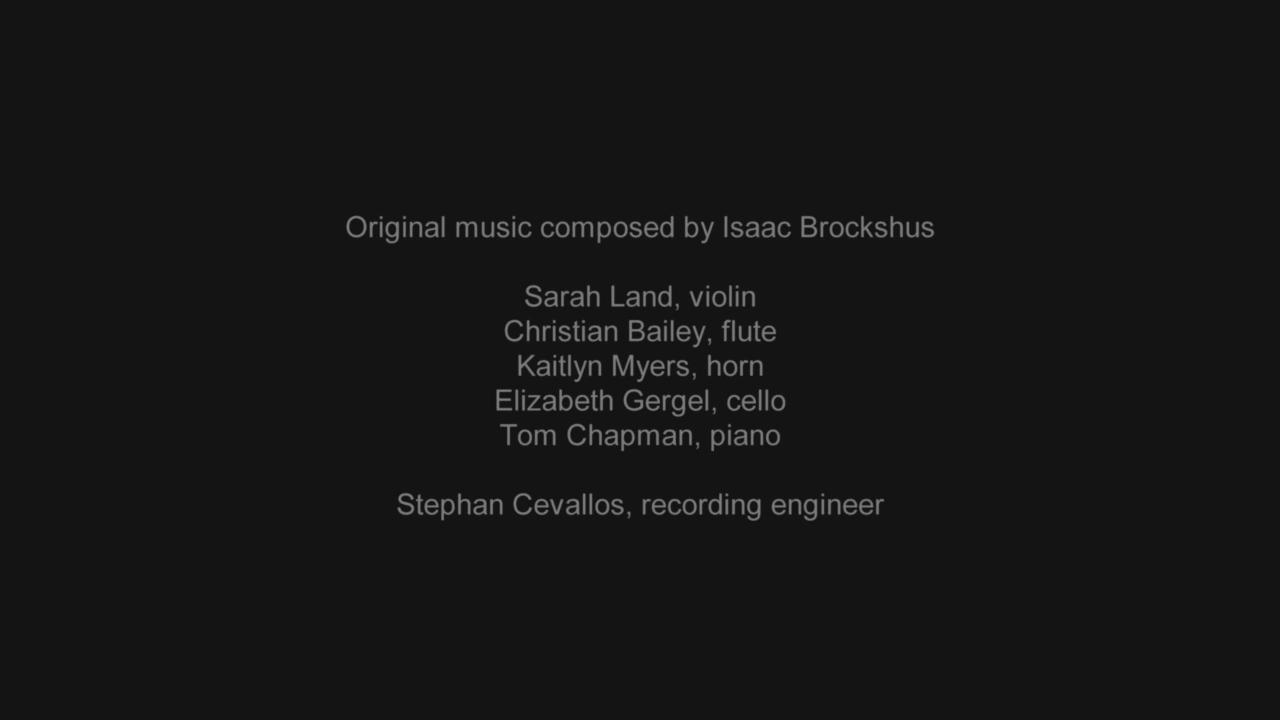 Original music composed by Isaac Brockshus
Sarah Land, violin
Christian Bailey, flute
Kaitlyn Myers, horn
Elizabeth Gergel, cello
Tom Chapman, piano
Stephan Cevallos, recording engineer